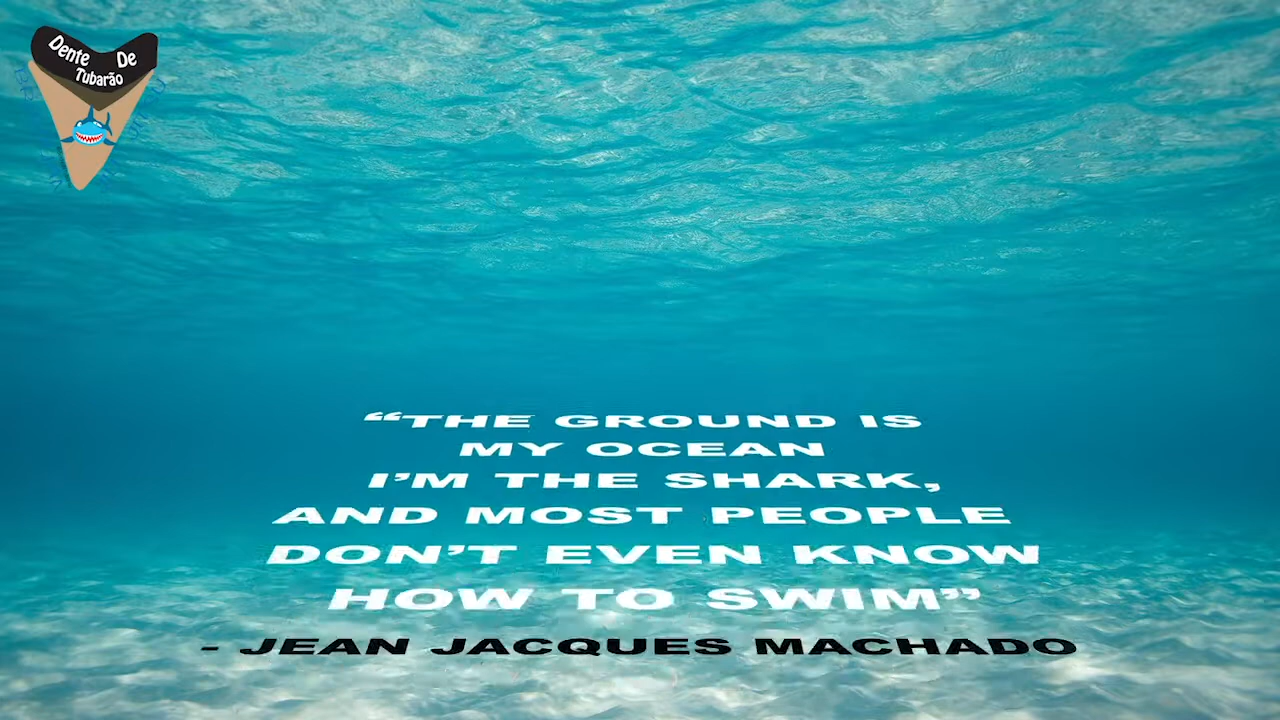 Dente De
Tubarão
“THE GROUND IS
MY OCEAN
I’M THE SHARK,
AND MOST PEOPLE
DON’T EVEN KNOW
HOW TO SWIM”
- JEAN JACQUES MACHADO